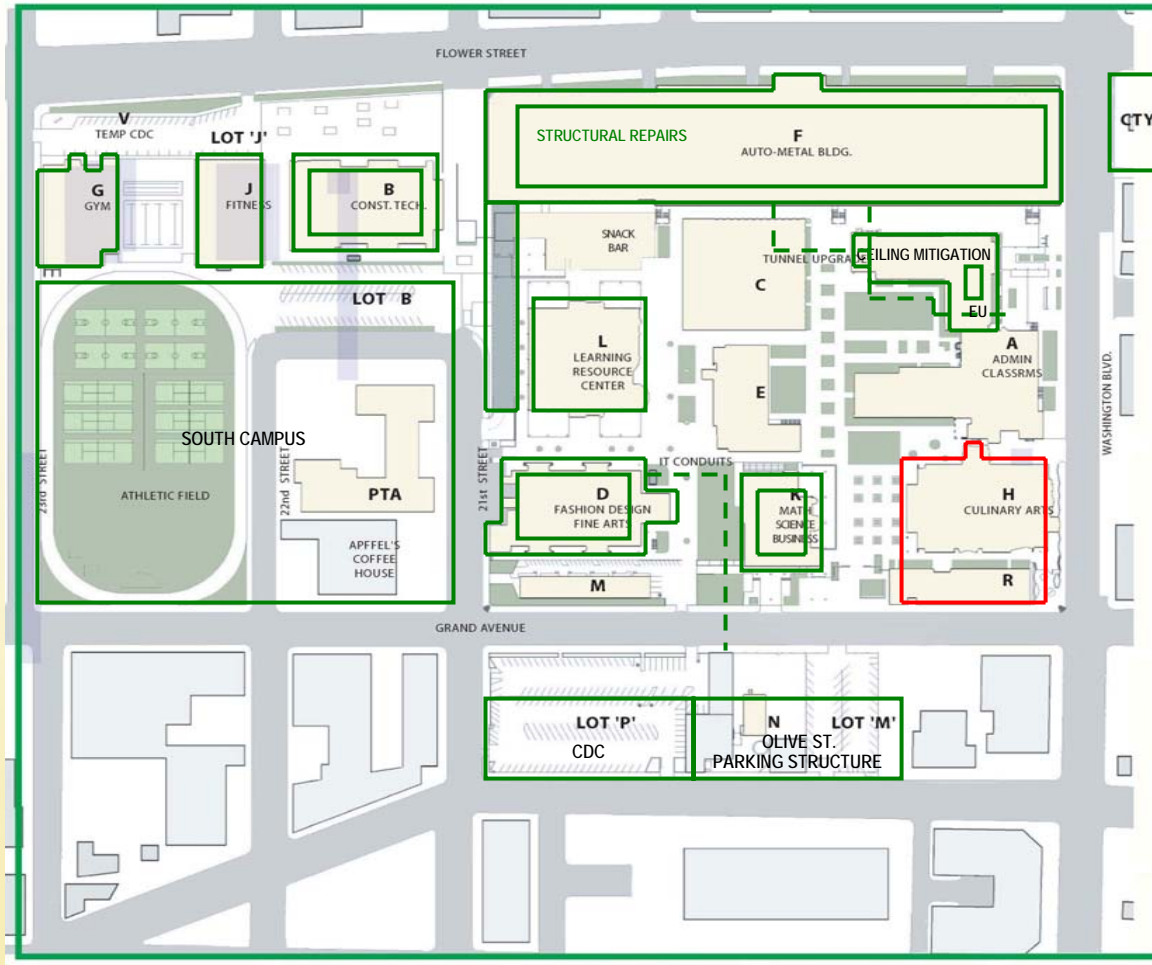 FLOWER STREET
V
TEMP CDC
LOT 'J'
G
GYM
J
FITNESS
B
CONST. TECH.
STRUCTURAL REPAIRS
F
AUTO-METAL BLDG.
CTY
SNACK
BAR
TUNNEL UPGRADE
CEILING MITIGATION
C
EU
LOT B
L
LEARNING
RESOURCE
CENTER
A
ADMIN
CLASSRMS
E
WASHINGTON BLVD.
SOUTH CAMPUS
23rd STREET
ATHLETIC FIELD
22nd STREET
PTA
APFFEL'S
COFFEE
HOUSE
21st STREET
IT CONDUITS
D
FASHION DESIGN
FINE ARTS
K
MATH
SCIENCE
BUSINESS
H
CULINARY ARTS
M
R
GRAND AVENUE
LOT 'P'
CDC
N
LOT 'M'
OLIVE ST.
PARKING STRUCTURE